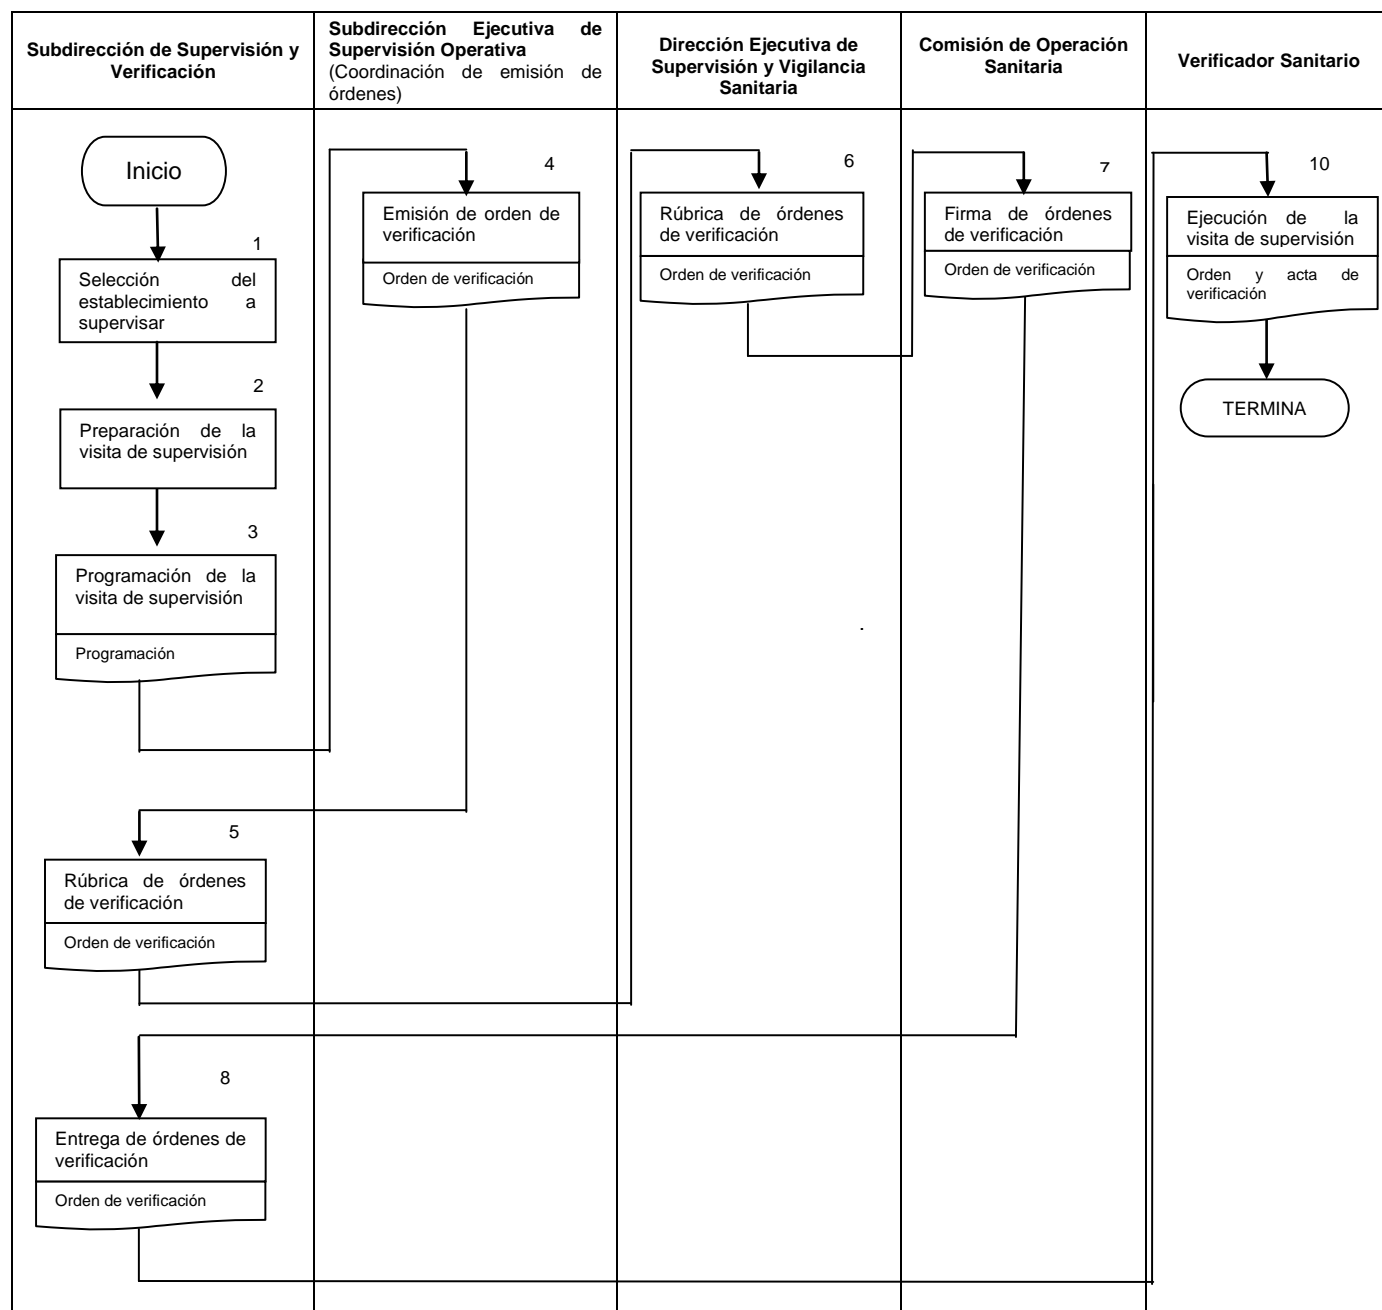 Subdirección de Supervisión y
Verificación
Subdirección Ejecutiva de
Supervisión Operativa
(Coordinación de emisión de
órdenes)
Dirección Ejecutiva de
Supervisión y Vigilancia
Sanitaria
Comisión de Operación
Sanitaria
Verificador Sanitario
Inicio
1
Selección del
establecimiento a
supervisar
2
Preparación de la
visita de supervisión
3
Programación de la
visita de supervisión
Programación
4
Emisión de orden de
verificación
Orden de verificación
5
Rúbrica de órdenes
de verificación
Orden de verificación
6
Rúbrica de órdenes
de verificación
Orden de verificación
7
Firma de órdenes
de verificación
Orden de verificación
8
Entrega de órdenes de
verificación
Orden de verificación
10
Ejecución de la
visita de supervisión
Orden y acta de
verificación
TERMINA